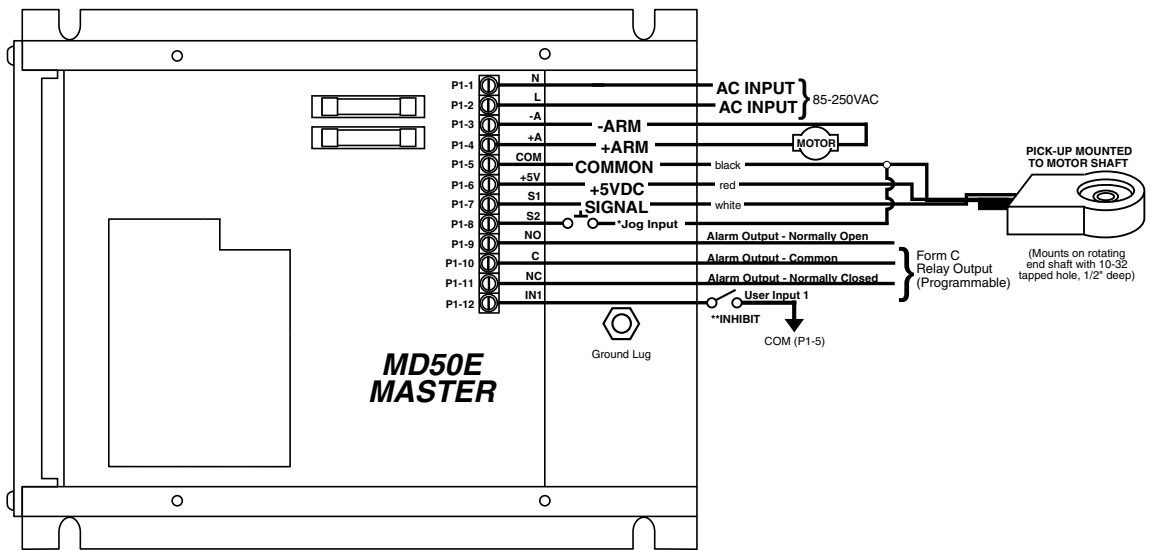 P1-1 N AC INPUT
P1-2 L AC INPUT
85-250VAC
P1-3 -A -ARM
P1-4 +A +ARM MOTOR
P1-5 COM COMMON black
P1-6 +5V +5VDC red
P1-7 S1 SIGNAL white
P1-8 S2 *Jog Input
P1-9 NO Alarm Output - Normally Open
P1-10 C Alarm Output - Common
P1-11 NC Alarm Output - Normally Closed
P1-12 IN1 User Input 1
**INHIBIT
COM (P1-5)
Form C
Relay Output
(Programmable)
PICK-UP MOUNTED
TO MOTOR SHAFT
(Mounts on rotating
end shaft with 10-32
tapped hole, 1/2" deep)
Ground Lug
MD50E
MASTER